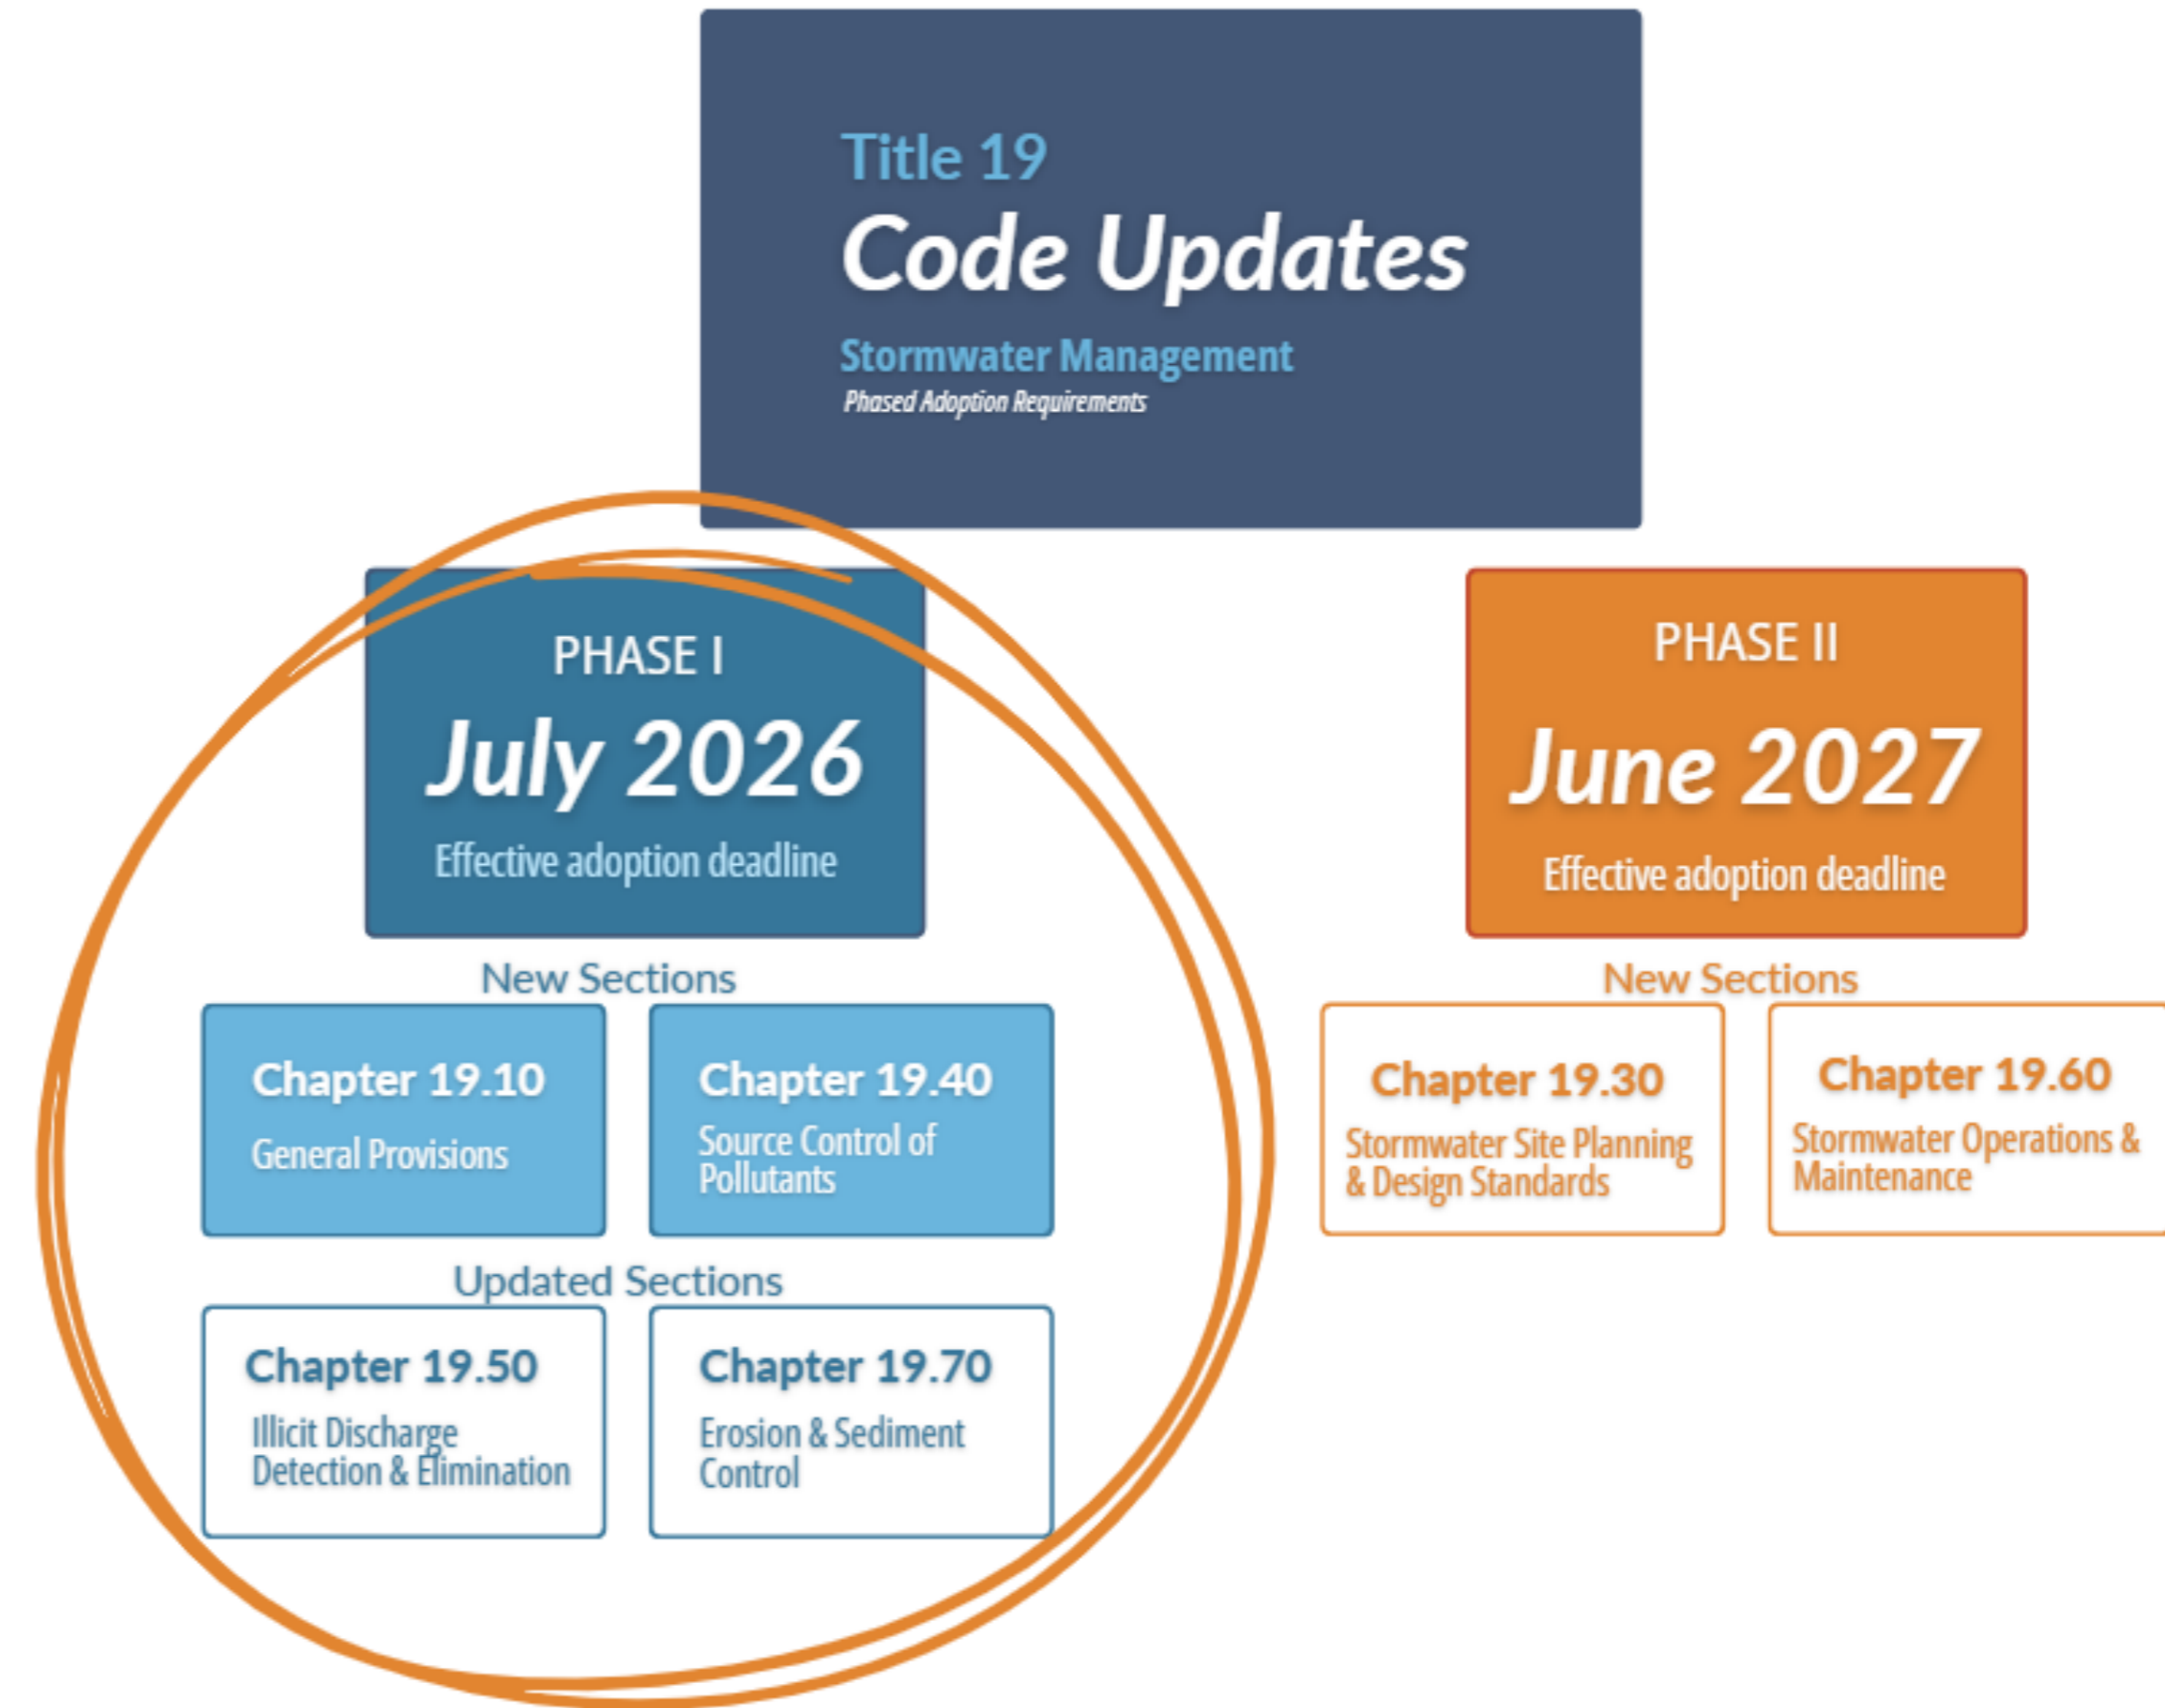 Title 19
Code Updates
Stormwater Management
Phased Adoption Requirements
PHASE I
July 2026
Effective adoption deadline
New Sections
Chapter 19.10
General Provisions
Chapter 19.40
Source Control of
Pollutants
Updated Sections
Chapter 19.50
Illicit Discharge
Detection & Elimination
Chapter 19.70
Erosion & Sediment
Control
PHASE II
June 2027
Effective adoption deadline
New Sections
Chapter 19.30
Stormwater Site Planning
& Design Standards
Chapter 19.60
Stormwater Operations &
Maintenance